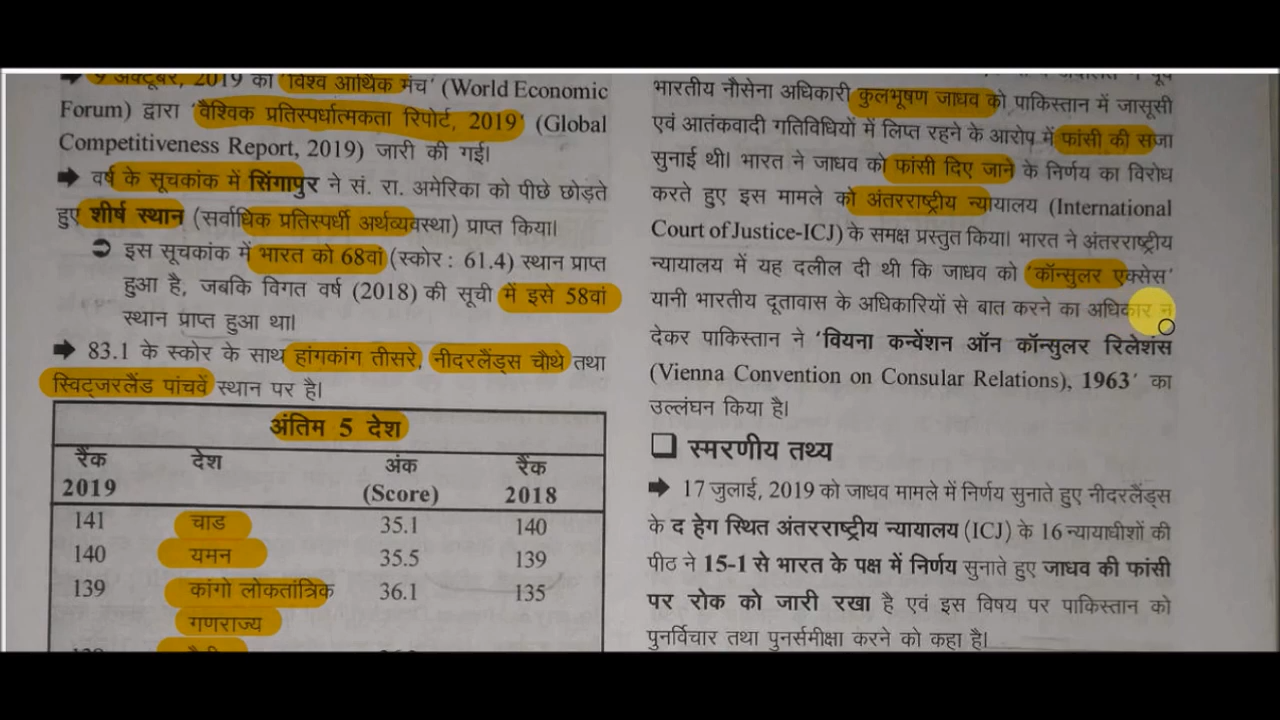 ➡ 9 अक्टूबर, 2019 को 'विश्व आर्थिक मंच' (World Economic
Forum) द्वारा 'वैश्विक प्रतिस्पर्धात्मकता रिपोर्ट, 2019' (Global
Competitiveness Report, 2019) जारी की गई।
➡ वर्ष के सूचकांक में सिंगापुर ने सं. रा. अमेरिका को पीछे छोड़ते
हुए शीर्ष स्थान (सर्वाधिक प्रतिस्पर्धी अर्थव्यवस्था) प्राप्त किया।
➲ इस सूचकांक में भारत को 68वां (स्कोर : 61.4) स्थान प्राप्त
हुआ है, जबकि विगत वर्ष (2018) की सूची में इसे 58वां
स्थान प्राप्त हुआ था।
➡ 83.1 के स्कोर के साथ हांगकांग तीसरे, नीदरलैंड्स चौथे तथा
स्विट्जरलैंड पांचवें स्थान पर है।
अंतिम 5 देश
रैंक देश अंक रैंक
2019 (Score) 2018
141 चाड 35.1 140
140 यमन 35.5 139
139 कांगो लोकतांत्रिक 36.1 135
गणराज्य
भारतीय नौसेना अधिकारी कुलभूषण जाधव को पाकिस्तान में जासूसी
एवं आतंकवादी गतिविधियों में लिप्त रहने के आरोप में फांसी की सजा
सुनाई थी। भारत ने जाधव को फांसी दिए जाने के निर्णय का विरोध
करते हुए इस मामले को अंतरराष्ट्रीय न्यायालय (International
Court of Justice-ICJ) के समक्ष प्रस्तुत किया। भारत ने अंतरराष्ट्रीय
न्यायालय में यह दलील दी थी कि जाधव को 'कॉन्सुलर एक्सेस'
यानी भारतीय दूतावास के अधिकारियों से बात करने का अधिकार न
देकर पाकिस्तान ने 'वियना कन्वेंशन ऑन कॉन्सुलर रिलेशंस
(Vienna Convention on Consular Relations), 1963' का
उल्लंघन किया है।
❑ स्मरणीय तथ्य
➡ 17 जुलाई, 2019 को जाधव मामले में निर्णय सुनाते हुए नीदरलैंड्स
के द हेग स्थित अंतरराष्ट्रीय न्यायालय (ICJ) के 16 न्यायाधीशों की
पीठ ने 15-1 से भारत के पक्ष में निर्णय सुनाते हुए जाधव की फांसी
पर रोक को जारी रखा है एवं इस विषय पर पाकिस्तान को
पुनर्विचार तथा पुनर्समीक्षा करने को कहा है।